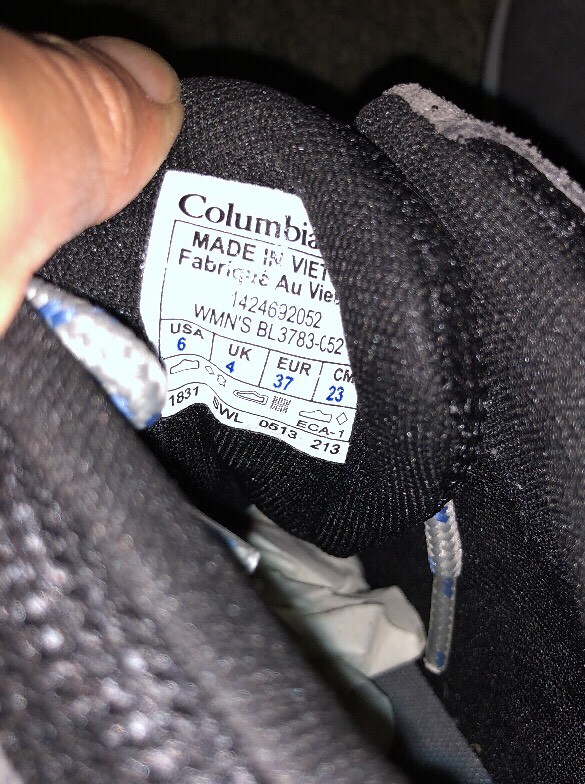 Columbia
MADE IN VIET
Fabriqué Au Viet
1424692052
WMN'S BL3783-052
USA UK EUR CM
6 4 37 23
ECA-1
1831 SWL 0513 213